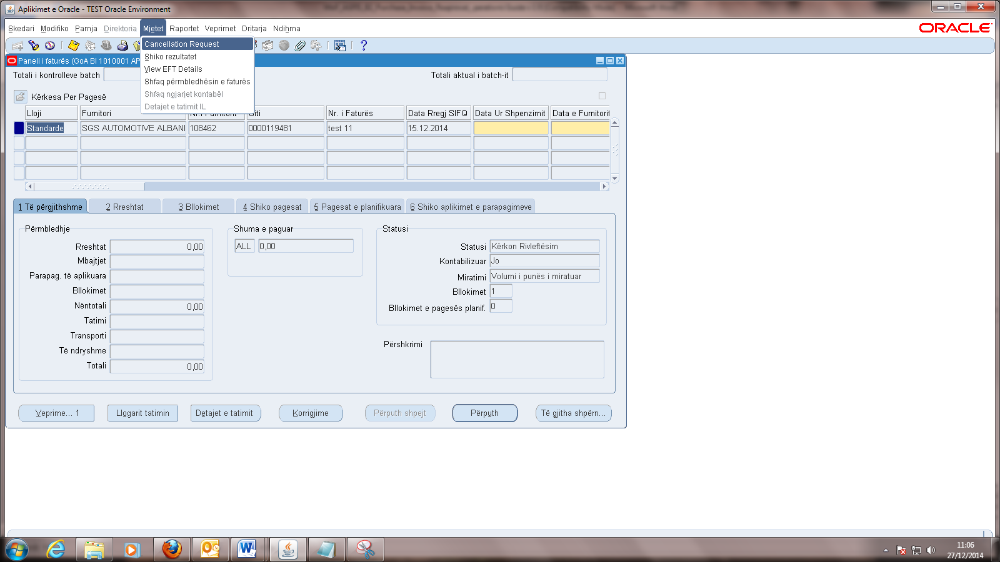 Aplikimet e Oracle - TEST Oracle Environment
Skedari Modifiko Pamja Direktoria Mjetet Raportet Veprimet Dritarja Ndihma
ORACLE
Cancellation Request
Shiko rezultatet
View EFT Details
Shfaq përmbledhësin e faturës
Shfaq ngjarjet kontabël
Detajet e tatimit IL
Paneli i faturës (GoA BI 1010001 AP
Totali i kontrolleve batch
Totali aktual i batch-it
Kërkesa Per Pagesë
Lloji Furnitori Nr. i Furnitorit Siti Nr. i Faturës Data Rregj SIFQ Data Ur Shpenzimit Data e Furnitorit
Standarde SGS AUTOMOTIVE ALBANI 108462 0000119481 test 11 15.12.2014
1 Të përgjithshme 2 Rreshtat 3 Bllokimet 4 Shiko pagesat 5 Pagesat e planifikuara 6 Shiko aplikimet e parapagimeve
Përmbledhje
Rreshtat 0,00
Mbajtjet
Parapag. të aplikuara
Bllokimet
Nëntotali 0,00
Tatimi
Transporti
Të ndryshme
Totali 0,00
Shuma e paguar
ALL 0,00
Statusi
Statusi Kërkon Rivleftësim
Kontabilizuar Jo
Miratimi Volumi i punës i miratuar
Bllokimet 1
Bllokimet e pagesës planif. 0
Përshkrimi
Veprime... 1 Llogarit tatimin Detajet e tatimit Korrigjime Përputh shpejt Përputh Të gjitha shpërn...
11:06
27/12/2014